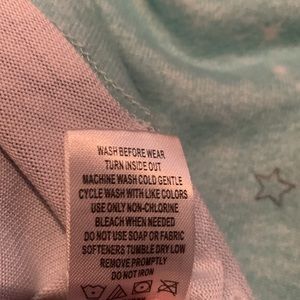 WASH BEFORE WEAR
TURN INSIDE OUT
MACHINE WASH COLD GENTLE
CYCLE WASH WITH LIKE COLORS
USE ONLY NON-CHLORINE
BLEACH WHEN NEEDED
DO NOT USE SOAP OR FABRIC
SOFTENERS TUMBLE DRY LOW
REMOVE PROMPTLY
DO NOT IRON